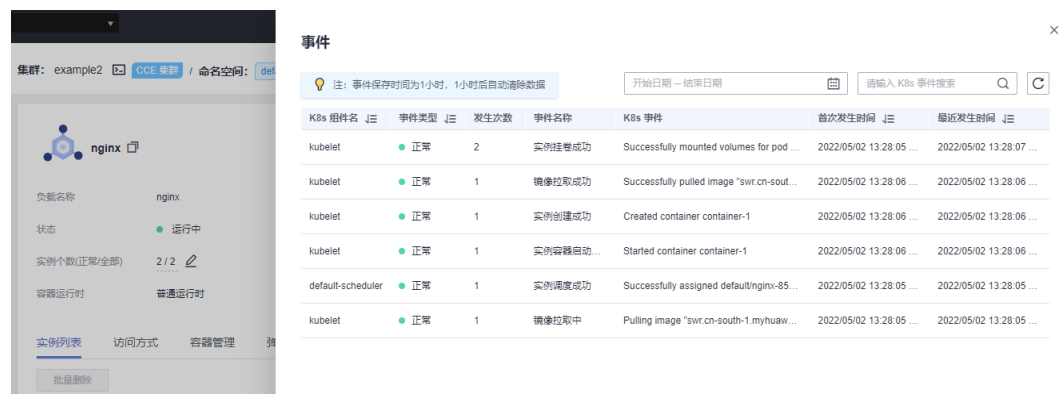 事件
集群： example2 CCE 集群 / 命名空间： defa
注：事件保存时间为1小时，1小时后自动清除数据 开始日期 – 结束日期 请输入 K8s 事件搜索
K8s 组件名 事件类型 发生次数 事件名称 K8s 事件 首次发生时间 最近发生时间
nginx
kubelet 正常 2 实例挂卷成功 Successfully mounted volumes for pod ... 2022/05/02 13:28:05 ... 2022/05/02 13:28:07 ...
kubelet 正常 1 镜像拉取成功 Successfully pulled image "swr.cn-sout... 2022/05/02 13:28:06 ... 2022/05/02 13:28:06 ...
负载名称 nginx
kubelet 正常 1 实例创建成功 Created container container-1 2022/05/02 13:28:06 ... 2022/05/02 13:28:06 ...
状态 运行中
kubelet 正常 1 实例容器启动... Started container container-1 2022/05/02 13:28:06 ... 2022/05/02 13:28:06 ...
实例个数(正常/全部) 2 / 2
default-scheduler 正常 1 实例调度成功 Successfully assigned default/nginx-85... 2022/05/02 13:28:05 ... 2022/05/02 13:28:05 ...
容器运行时 普通运行时
kubelet 正常 1 镜像拉取中 Pulling image "swr.cn-south-1.myhuaw... 2022/05/02 13:28:05 ... 2022/05/02 13:28:05 ...
实例列表 访问方式 容器管理 弹
批量删除